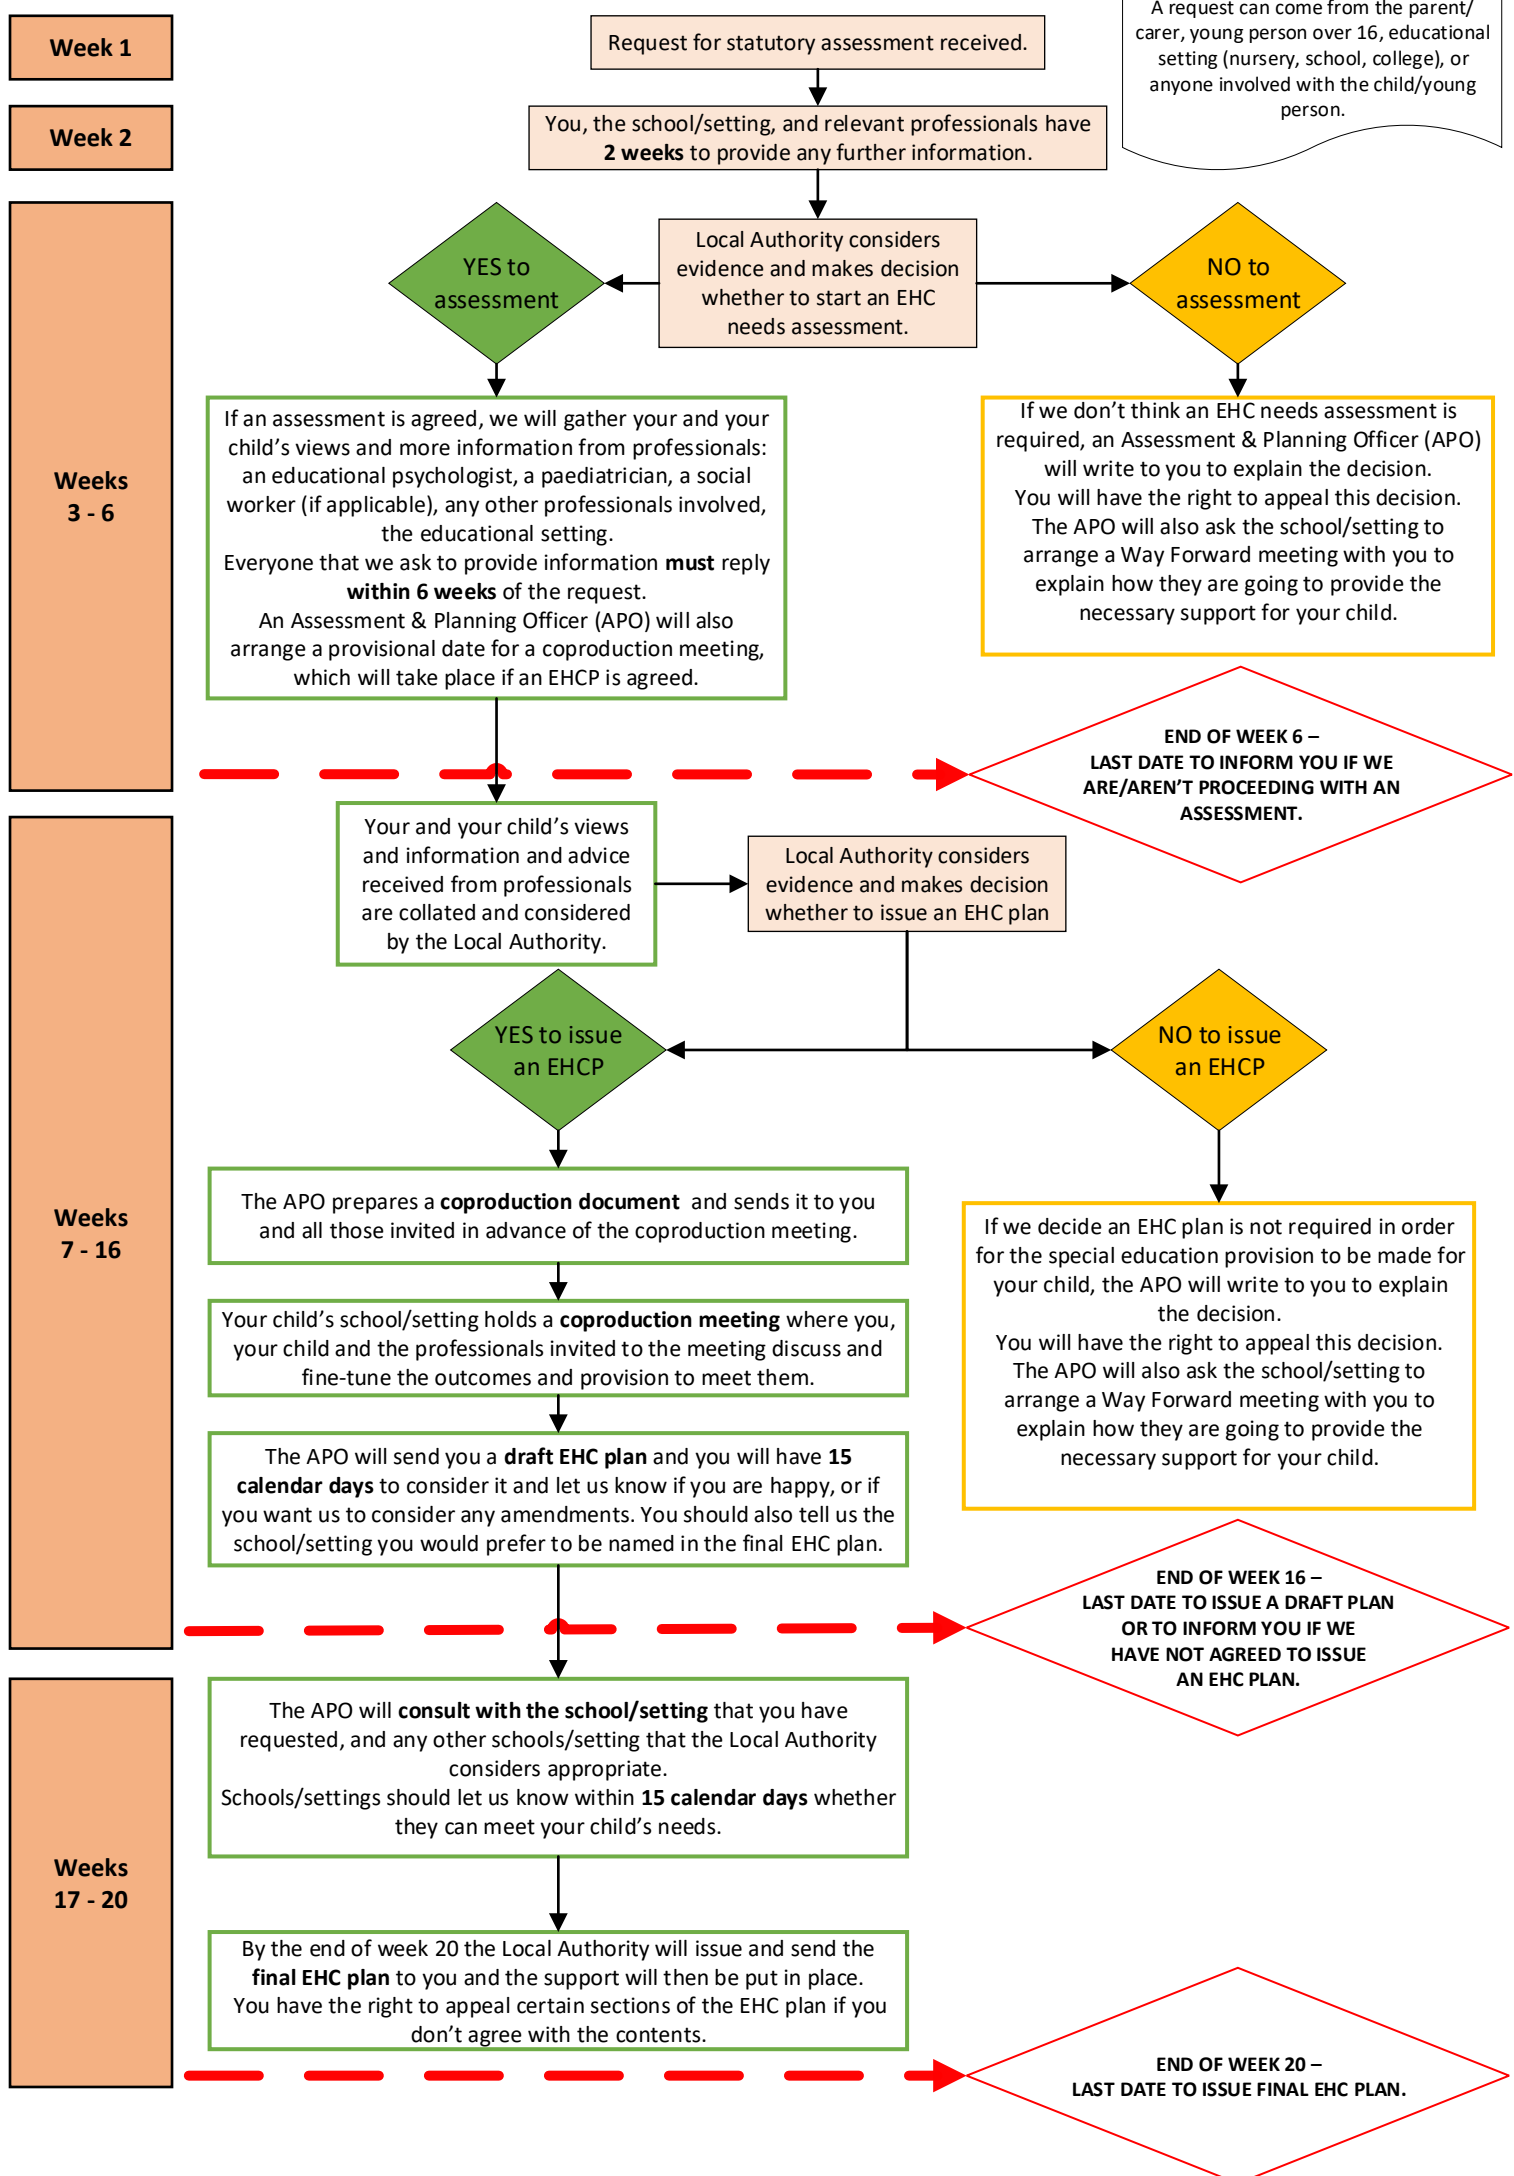 A request can come from the parent/
carer, young person over 16, educational
setting (nursery, school, college), or
anyone involved with the child/young
person.
Week 1
Request for statutory assessment received.
Week 2
You, the school/setting, and relevant professionals have
2 weeks to provide any further information.
Weeks
3 - 6
YES to
assessment
Local Authority considers
evidence and makes decision
whether to start an EHC
needs assessment.
NO to
assessment
If an assessment is agreed, we will gather your and your
child’s views and more information from professionals:
an educational psychologist, a paediatrician, a social
worker (if applicable), any other professionals involved,
the educational setting.
Everyone that we ask to provide information must reply
within 6 weeks of the request.
An Assessment & Planning Officer (APO) will also
arrange a provisional date for a coproduction meeting,
which will take place if an EHCP is agreed.
If we don’t think an EHC needs assessment is
required, an Assessment & Planning Officer (APO)
will write to you to explain the decision.
You will have the right to appeal this decision.
The APO will also ask the school/setting to
arrange a Way Forward meeting with you to
explain how they are going to provide the
necessary support for your child.
END OF WEEK 6 –
LAST DATE TO INFORM YOU IF WE
ARE/AREN’T PROCEEDING WITH AN
ASSESSMENT.
Weeks
7 - 16
Your and your child’s views
and information and advice
received from professionals
are collated and considered
by the Local Authority.
Local Authority considers
evidence and makes decision
whether to issue an EHC plan
YES to issue
an EHCP
NO to issue
an EHCP
The APO prepares a coproduction document and sends it to you
and all those invited in advance of the coproduction meeting.
Your child’s school/setting holds a coproduction meeting where you,
your child and the professionals invited to the meeting discuss and
fine-tune the outcomes and provision to meet them.
The APO will send you a draft EHC plan and you will have 15
calendar days to consider it and let us know if you are happy, or if
you want us to consider any amendments. You should also tell us the
school/setting you would prefer to be named in the final EHC plan.
If we decide an EHC plan is not required in order
for the special education provision to be made for
your child, the APO will write to you to explain
the decision.
You will have the right to appeal this decision.
The APO will also ask the school/setting to
arrange a Way Forward meeting with you to
explain how they are going to provide the
necessary support for your child.
END OF WEEK 16 –
LAST DATE TO ISSUE A DRAFT PLAN
OR TO INFORM YOU IF WE
HAVE NOT AGREED TO ISSUE
AN EHC PLAN.
Weeks
17 - 20
The APO will consult with the school/setting that you have
requested, and any other schools/setting that the Local Authority
considers appropriate.
Schools/settings should let us know within 15 calendar days whether
they can meet your child’s needs.
By the end of week 20 the Local Authority will issue and send the
final EHC plan to you and the support will then be put in place.
You have the right to appeal certain sections of the EHC plan if you
don’t agree with the contents.
END OF WEEK 20 –
LAST DATE TO ISSUE FINAL EHC PLAN.